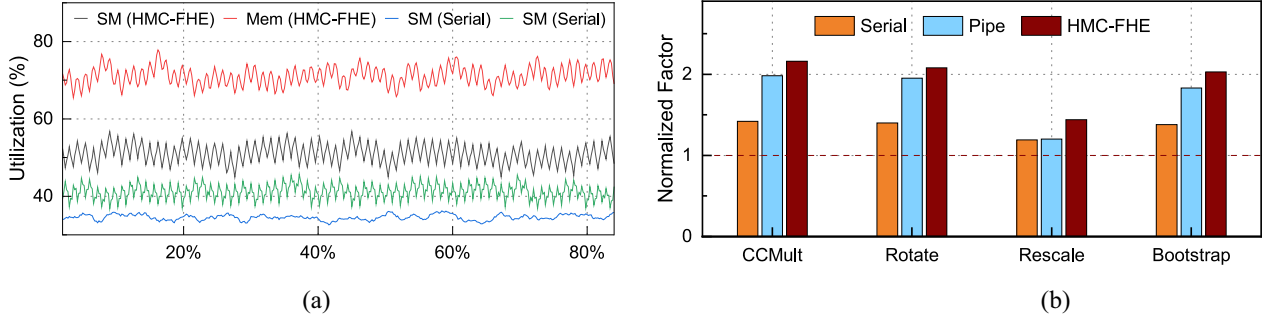 SM (HMC-FHE) Mem (HMC-FHE) SM (Serial) SM (Serial)
80
60
40
Utilization (%)
20% 40% 60% 80%
(a)
Serial Pipe HMC-FHE
2
1
0
Normalized Factor
CCMult Rotate Rescale Bootstrap
(b)